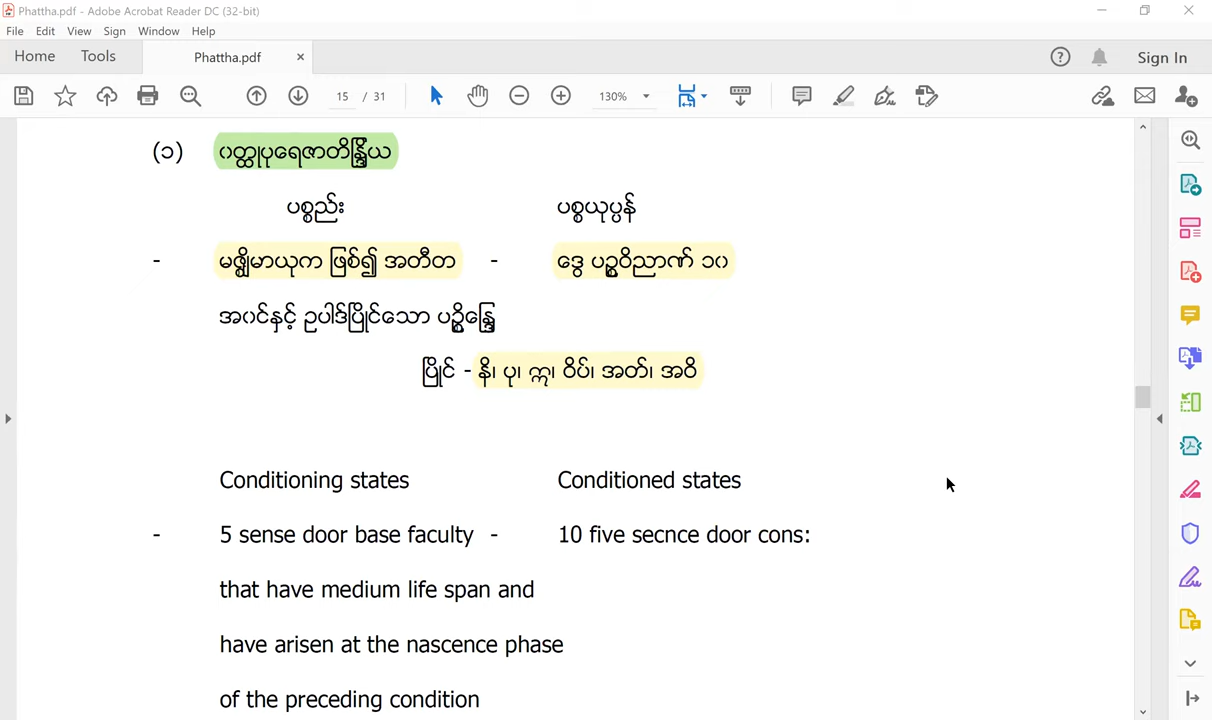 Phattha.pdf - Adobe Acrobat Reader DC (32-bit)
File Edit View Sign Window Help
Home Tools Phattha.pdf × Sign In
15 / 31 130%
(၁) ဝတ္ထုပုရေဇာတိန္ဒြိယ
ပစ္စည်း ပစ္စယုပ္ပန်
- မဇ္ဈိမာယုက ဖြစ်၍ အတီတ - ဒွေ ပဉ္စဝိညာဏ် ၁၀
အဝင်နှင့် ဥပါဒ်ပြိုင်သော ပဉ္စိန္ဒြေ
ပြိုင် - နိ၊ ပု၊ ဣ၊ ဝိပ်၊ အတ်၊ အဝိ
Conditioning states Conditioned states
- 5 sense door base faculty - 10 five secnce door cons:
that have medium life span and
have arisen at the nascence phase
of the preceding condition